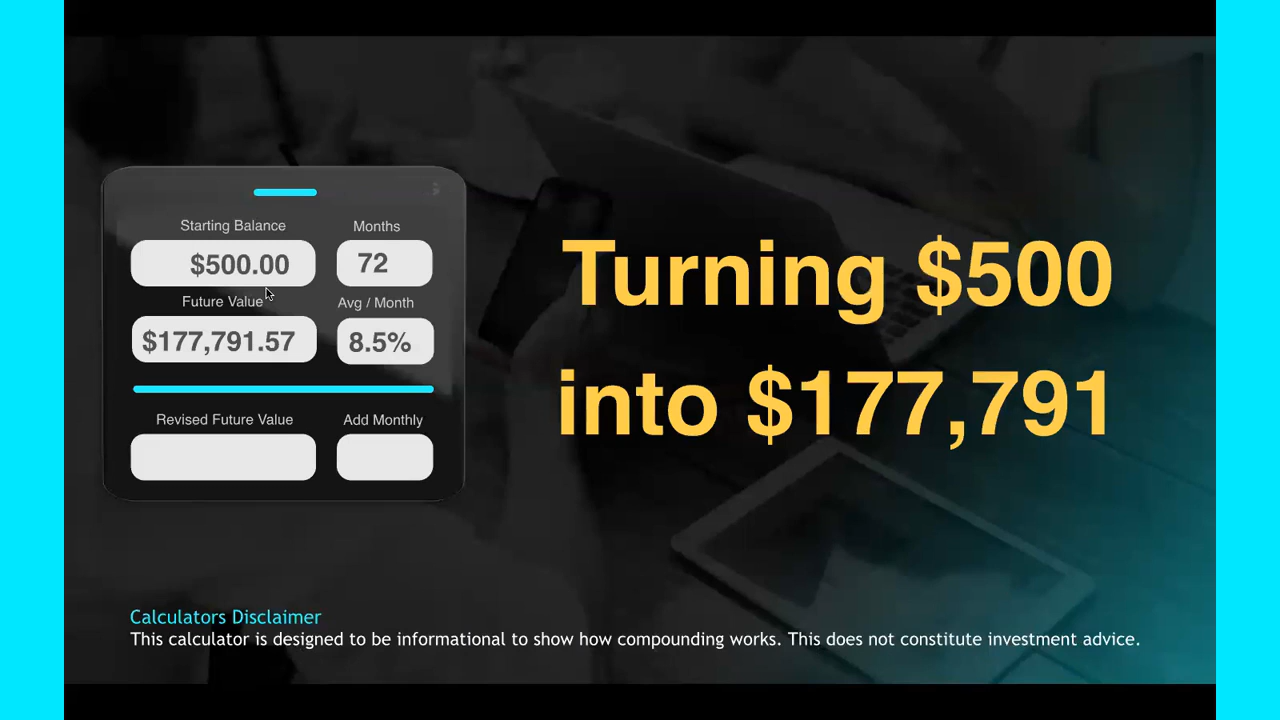 Starting Balance Months
$500.00 72
Future Value Avg / Month
$177,791.57 8.5%
Revised Future Value Add Monthly
Turning $500
into $177,791
Calculators Disclaimer
This calculator is designed to be informational to show how compounding works. This does not constitute investment advice.